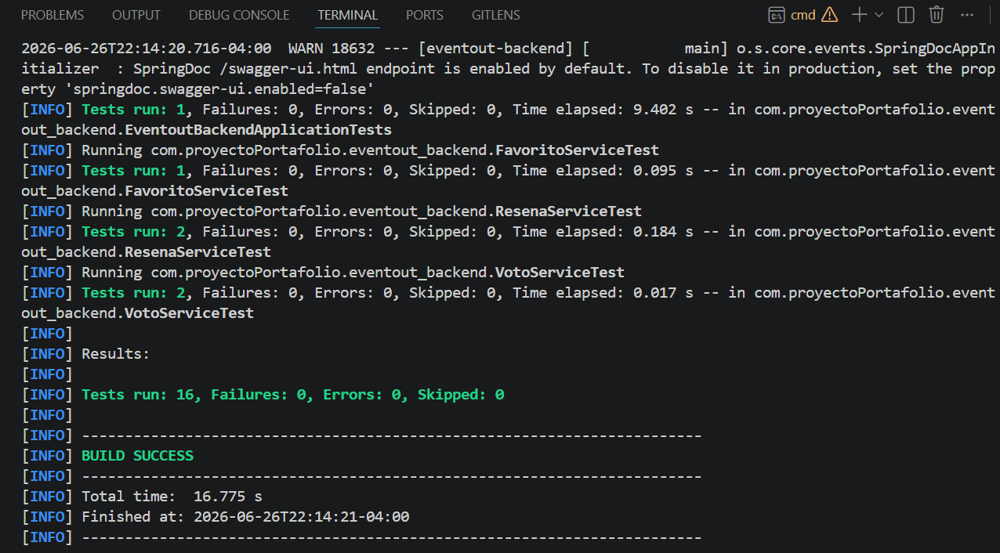 PROBLEMS OUTPUT DEBUG CONSOLE TERMINAL PORTS GITLENS cmd
2026-06-26T22:14:20.716-04:00  WARN 18632 --- [eventout-backend] [           main] o.s.core.events.SpringDocAppIn
itializer  : SpringDoc /swagger-ui.html endpoint is enabled by default. To disable it in production, set the prop
erty 'springdoc.swagger-ui.enabled=false'
[INFO] Tests run: 1, Failures: 0, Errors: 0, Skipped: 0, Time elapsed: 9.402 s -- in com.proyectoPortafolio.event
out_backend.EventoutBackendApplicationTests
[INFO] Running com.proyectoPortafolio.eventout_backend.FavoritoServiceTest
[INFO] Tests run: 1, Failures: 0, Errors: 0, Skipped: 0, Time elapsed: 0.095 s -- in com.proyectoPortafolio.event
out_backend.FavoritoServiceTest
[INFO] Running com.proyectoPortafolio.eventout_backend.ResenaServiceTest
[INFO] Tests run: 2, Failures: 0, Errors: 0, Skipped: 0, Time elapsed: 0.184 s -- in com.proyectoPortafolio.event
out_backend.ResenaServiceTest
[INFO] Running com.proyectoPortafolio.eventout_backend.VotoServiceTest
[INFO] Tests run: 2, Failures: 0, Errors: 0, Skipped: 0, Time elapsed: 0.017 s -- in com.proyectoPortafolio.event
out_backend.VotoServiceTest
[INFO]
[INFO] Results:
[INFO]
[INFO] Tests run: 16, Failures: 0, Errors: 0, Skipped: 0
[INFO]
[INFO] ------------------------------------------------------------------------
[INFO] BUILD SUCCESS
[INFO] ------------------------------------------------------------------------
[INFO] Total time:  16.775 s
[INFO] Finished at: 2026-06-26T22:14:21-04:00
[INFO] ------------------------------------------------------------------------